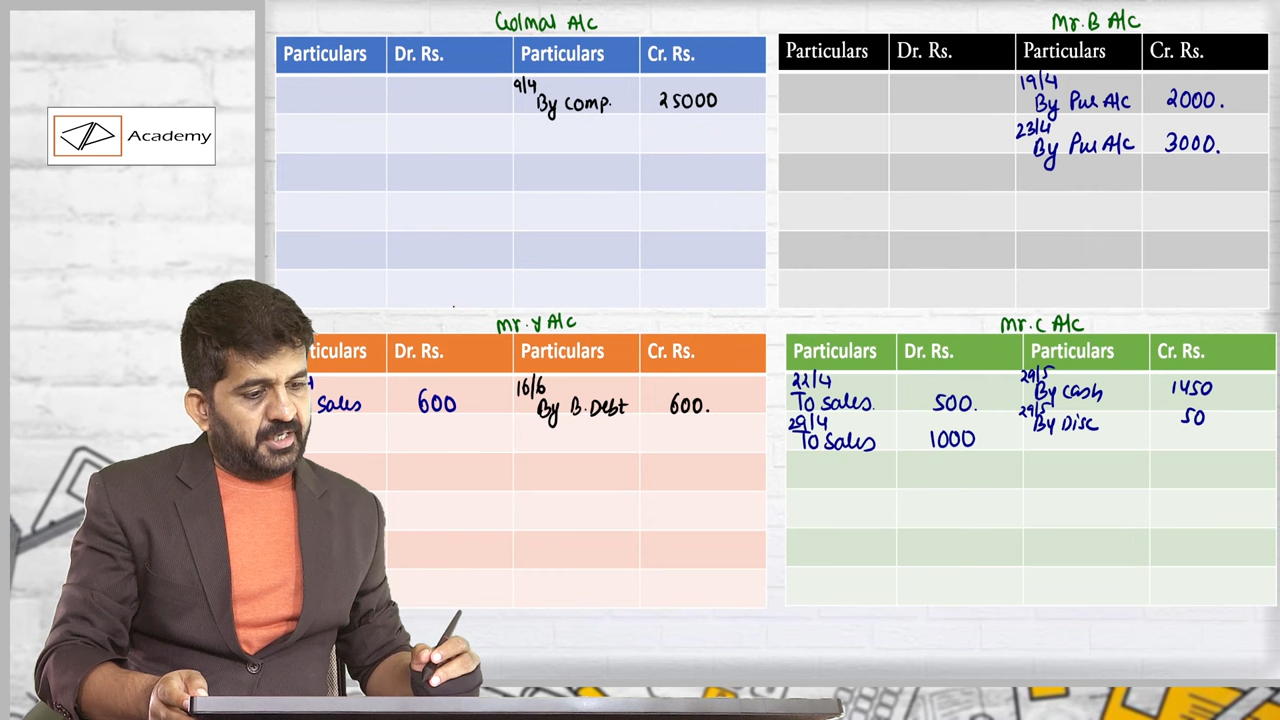 Academy
Golmal A/c
Particulars Dr. Rs. Particulars Cr. Rs.
9/4
By Comp. 25000
Mr. B A/c
Particulars Dr. Rs. Particulars Cr. Rs.
19/4
By Pur A/c 2000.
23/4
By Pur A/c 3000.
Mr. Y A/c
ticulars Dr. Rs. Particulars Cr. Rs.
16/6
Sales 600 By B. Debt 600.
Mr. C A/c
Particulars Dr. Rs. Particulars Cr. Rs.
22/4 29/5
To Sales. 500. By Cash 1450
29/4 29/5
To Sales 1000 By Disc 50